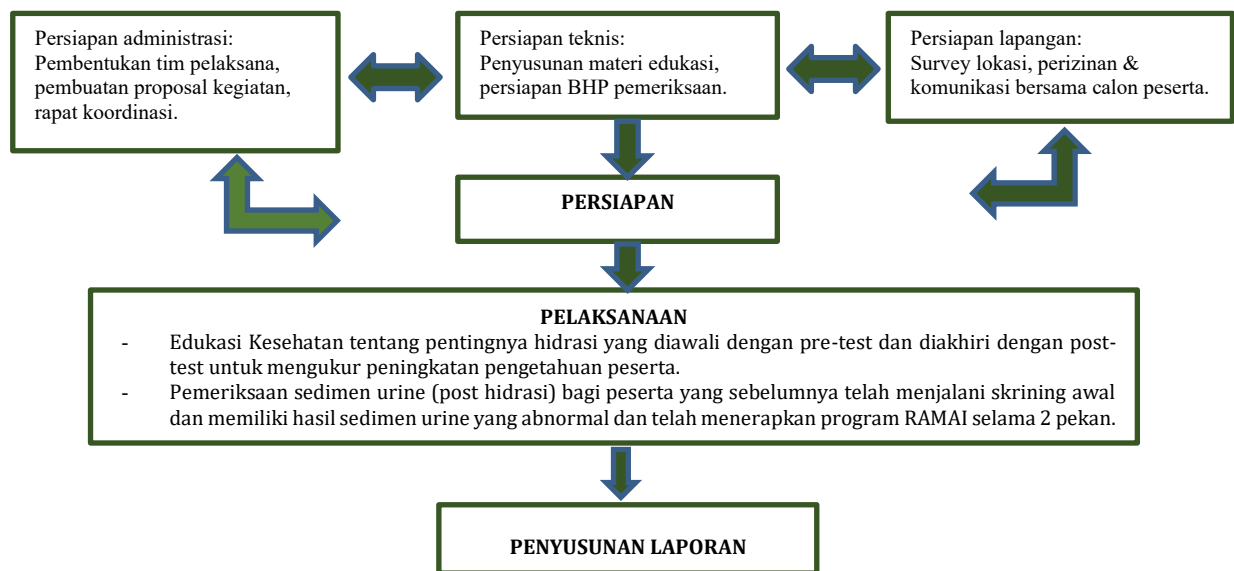 Persiapan administrasi:
Pembentukan tim pelaksana,
pembuatan proposal kegiatan,
rapat koordinasi.
Persiapan teknis:
Penyusunan materi edukasi,
persiapan BHP pemeriksaan.
Persiapan lapangan:
Survey lokasi, perizinan &
komunikasi bersama calon peserta.
PERSIAPAN
PELAKSANAAN
- Edukasi Kesehatan tentang pentingnya hidrasi yang diawali dengan pre-test dan diakhiri dengan post-
test untuk mengukur peningkatan pengetahuan peserta.
- Pemeriksaan sedimen urine (post hidrasi) bagi peserta yang sebelumnya telah menjalani skrining awal
dan memiliki hasil sedimen urine yang abnormal dan telah menerapkan program RAMAI selama 2 pekan.
PENYUSUNAN LAPORAN